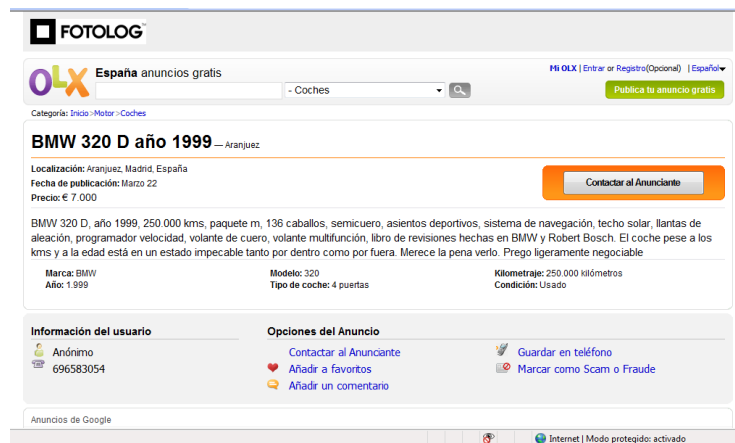 FOTOLOG
OLX España anuncios gratis
Mi OLX | Entrar or Registro(Opcional) | Español
- Coches
Publica tu anuncio gratis
Categoría: Inicio>Motor>Coches
BMW 320 D año 1999 — Aranjuez
Localización: Aranjuez, Madrid, España
Fecha de publicación: Marzo 22
Precio: € 7.000
Contactar al Anunciante
BMW 320 D, año 1999, 250.000 kms, paquete m, 136 caballos, semicuero, asientos deportivos, sistema de navegación, techo solar, llantas de
aleación, programador velocidad, volante de cuero, volante multifunción, libro de revisiones hechas en BMW y Robert Bosch. El coche pese a los
kms y a la edad está en un estado impecable tanto por dentro como por fuera. Merece la pena verlo. Prego ligeramente negociable
Marca: BMW Modelo: 320 Kilometraje: 250.000 kilómetros
Año: 1.999 Tipo de coche: 4 puertas Condición: Usado
Información del usuario Opciones del Anuncio
Anónimo Contactar al Anunciante Guardar en teléfono
696583054 Añadir a favoritos Marcar como Scam o Fraude
Añadir un comentario
Anuncios de Google
Internet | Modo protegido: activado